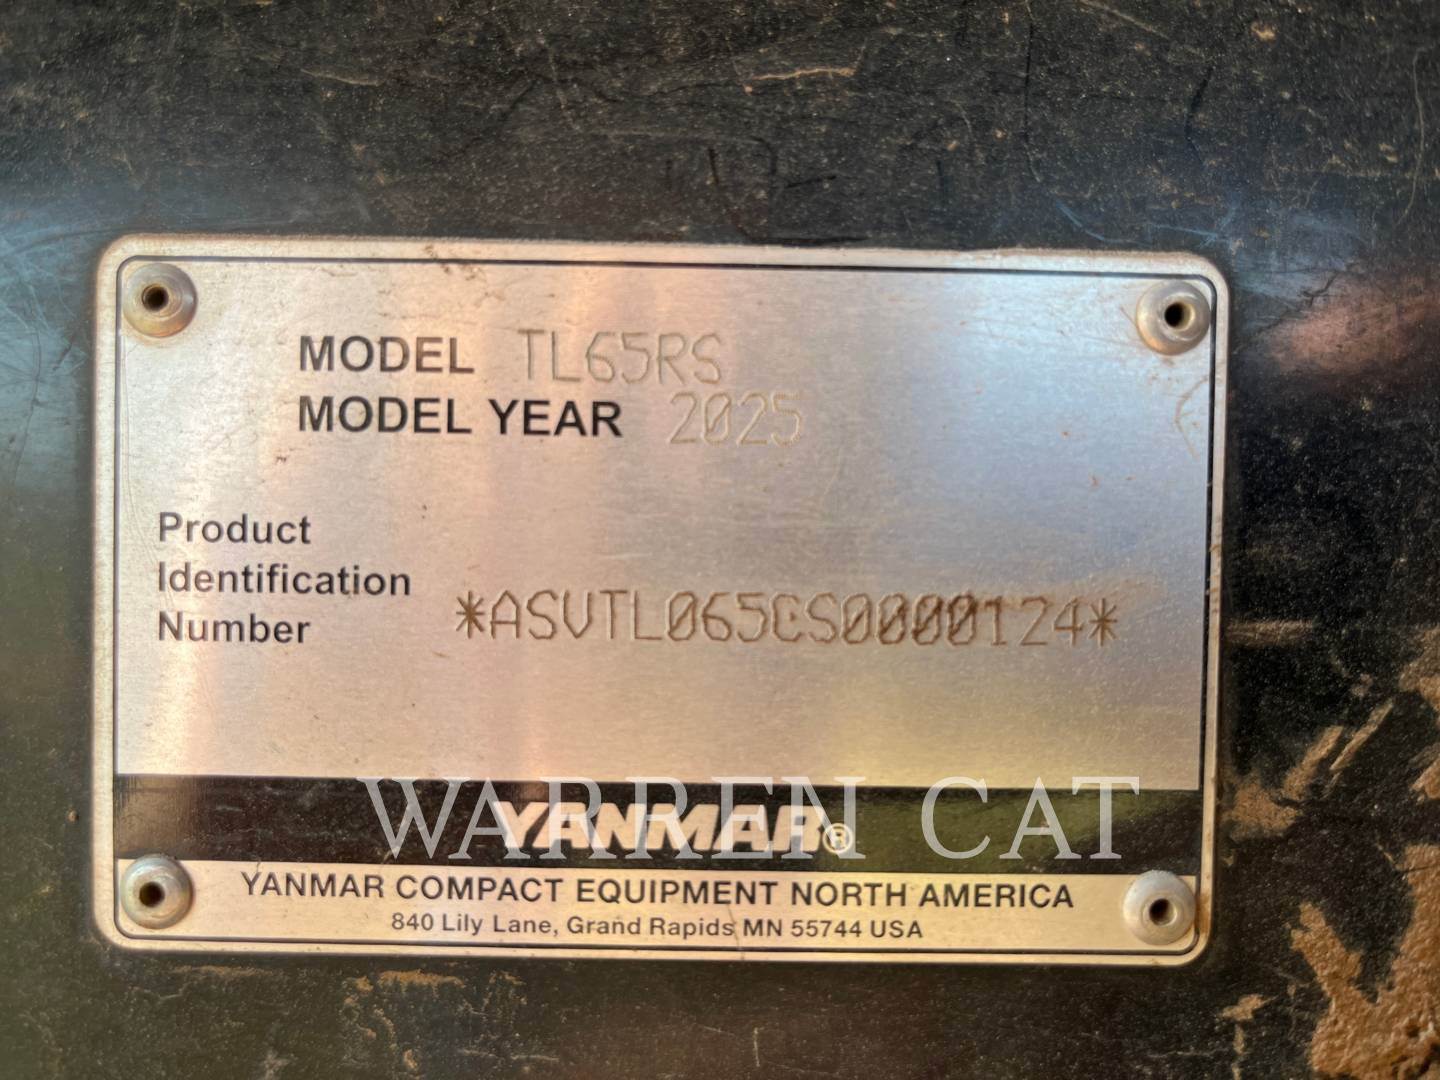 MODEL TL65RS
MODEL YEAR 2025
Product
Identification
Number *ASVTL065CS0000124*
YANMAR®
WARREN CAT
YANMAR COMPACT EQUIPMENT NORTH AMERICA
840 Lily Lane, Grand Rapids MN 55744 USA